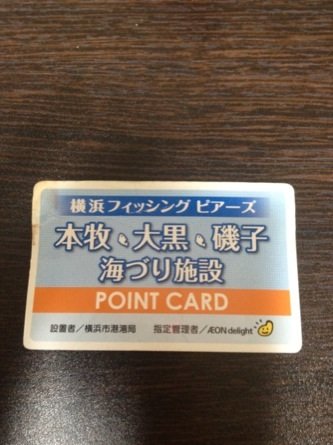 横浜フィッシングピアーズ
本牧、大黒、磯子
海づり施設
POINT CARD
設置者／横浜市港湾局 指定管理者／ÆON delight